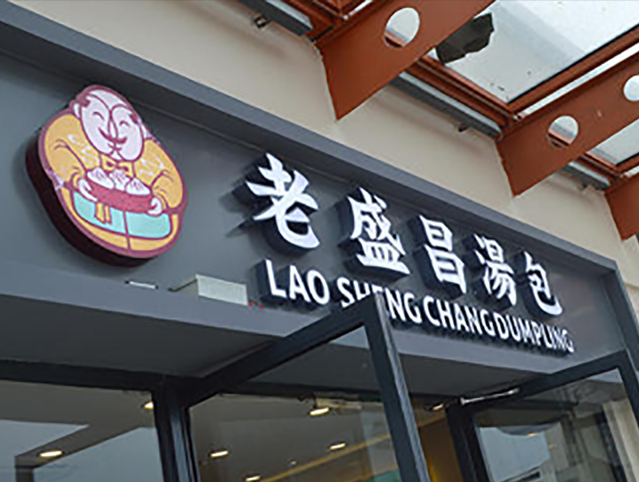 老盛昌湯包
LAO SHENG CHANG DUMPLING